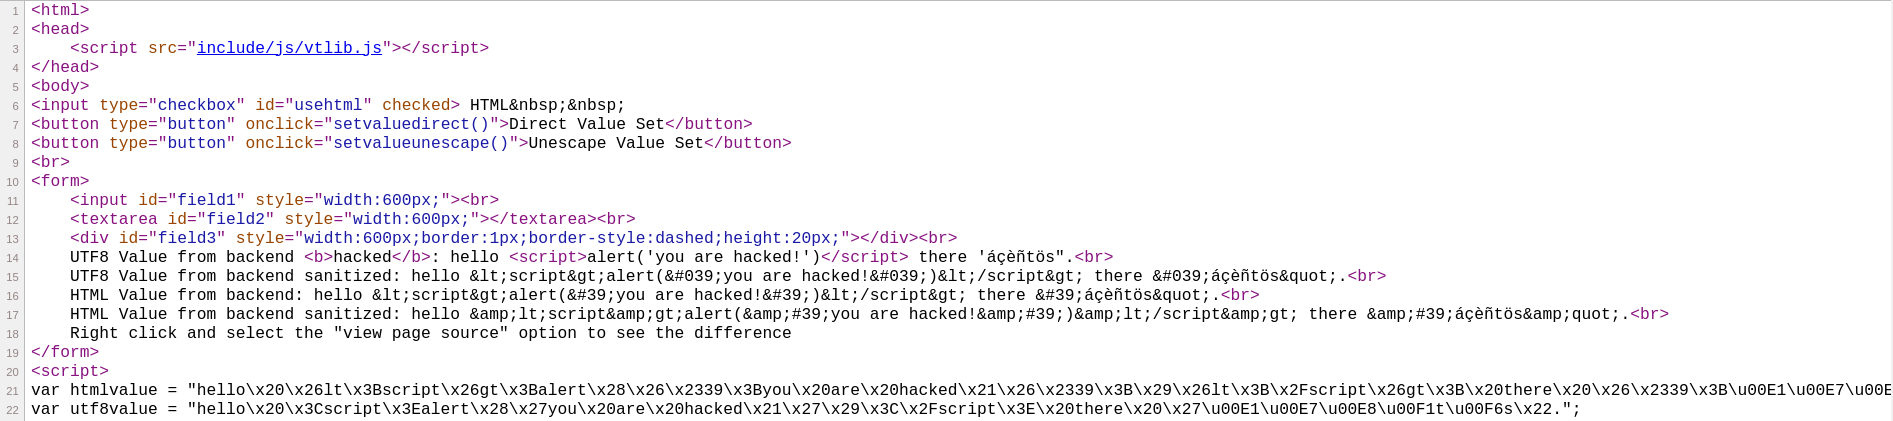 1 <html>
2 <head>
3     <script src="include/js/vtlib.js"></script>
4 </head>
5 <body>
6 <input type="checkbox" id="usehtml" checked> HTML&nbsp;&nbsp;
7 <button type="button" onclick="setvaluedirect()">Direct Value Set</button>
8 <button type="button" onclick="setvalueunescape()">Unescape Value Set</button>
9 <br>
10 <form>
11     <input id="field1" style="width:600px;"><br>
12     <textarea id="field2" style="width:600px;"></textarea><br>
13     <div id="field3" style="width:600px;border:1px;border-style:dashed;height:20px;"></div><br>
14     UTF8 Value from backend <b>hacked</b>: hello <script>alert('you are hacked!')</script> there 'áçèñtös".<br>
15     UTF8 Value from backend sanitized: hello &lt;script&gt;alert(&#039;you are hacked!&#039;)&lt;/script&gt; there &#039;áçèñtös&quot;.<br>
16     HTML Value from backend: hello &lt;script&gt;alert(&#39;you are hacked!&#39;)&lt;/script&gt; there &#39;áçèñtös&quot;.<br>
17     HTML Value from backend sanitized: hello &amp;lt;script&amp;gt;alert(&amp;#39;you are hacked!&amp;#39;)&amp;lt;/script&amp;gt; there &amp;#39;áçèñtös&amp;quot;.<br>
18     Right click and select the "view page source" option to see the difference
19 </form>
20 <script>
21 var htmlvalue = "hello\x20\x26lt\x3Bscript\x26gt\x3Balert\x28\x26\x2339\x3Byou\x20are\x20hacked\x21\x26\x2339\x3B\x29\x26lt\x3B\x2Fscript\x26gt\x3B\x20there\x20\x26\x2339\x3B\u00E1\u00E7\u00E
22 var utf8value = "hello\x20\x3Cscript\x3Ealert\x28\x27you\x20are\x20hacked\x21\x27\x29\x3C\x2Fscript\x3E\x20there\x20\x27\u00E1\u00E7\u00E8\u00F1t\u00F6s\x22.";